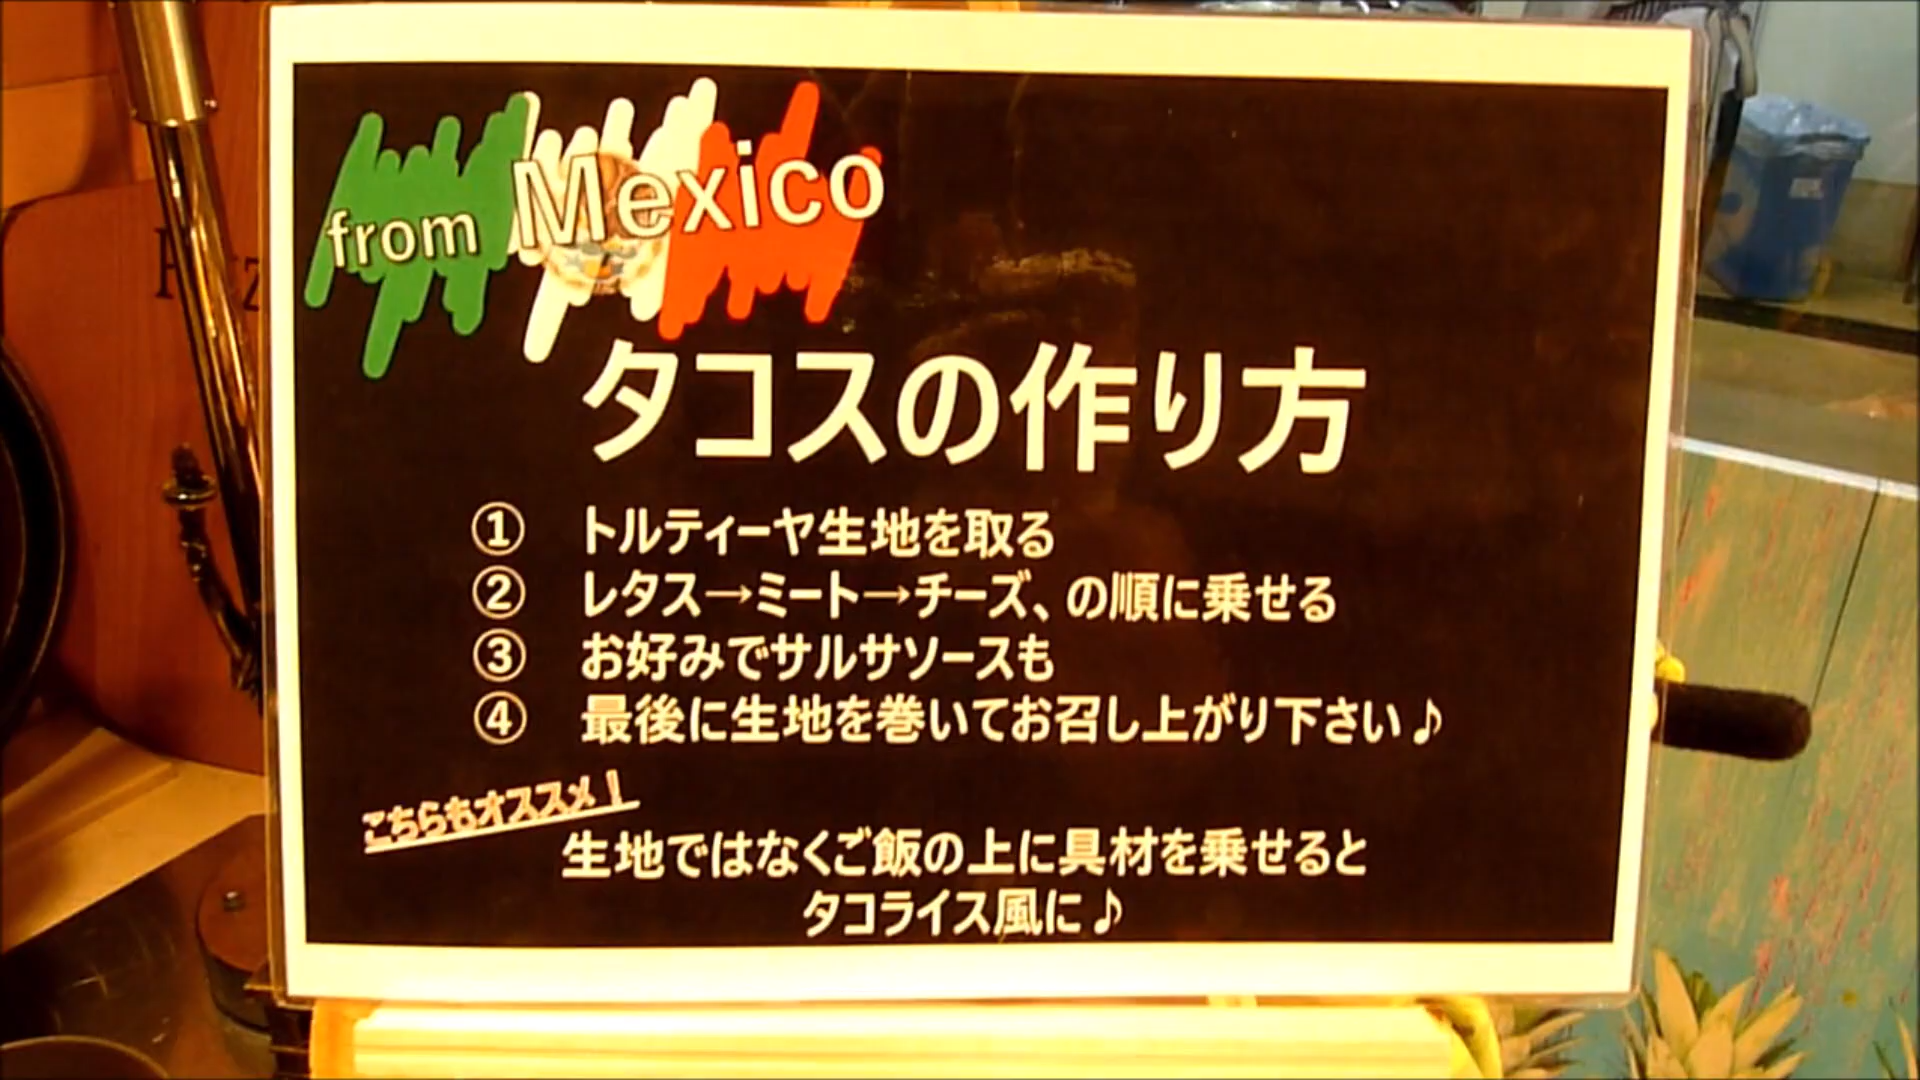 from Mexico
タコスの作り方
① トルティーヤ生地を取る
② レタス→ミート→チーズ、の順に乗せる
③ お好みでサルサソースも
④ 最後に生地を巻いてお召し上がり下さい♪
こちらもオススメ！
生地ではなくご飯の上に具材を乗せると
タコライス風に♪